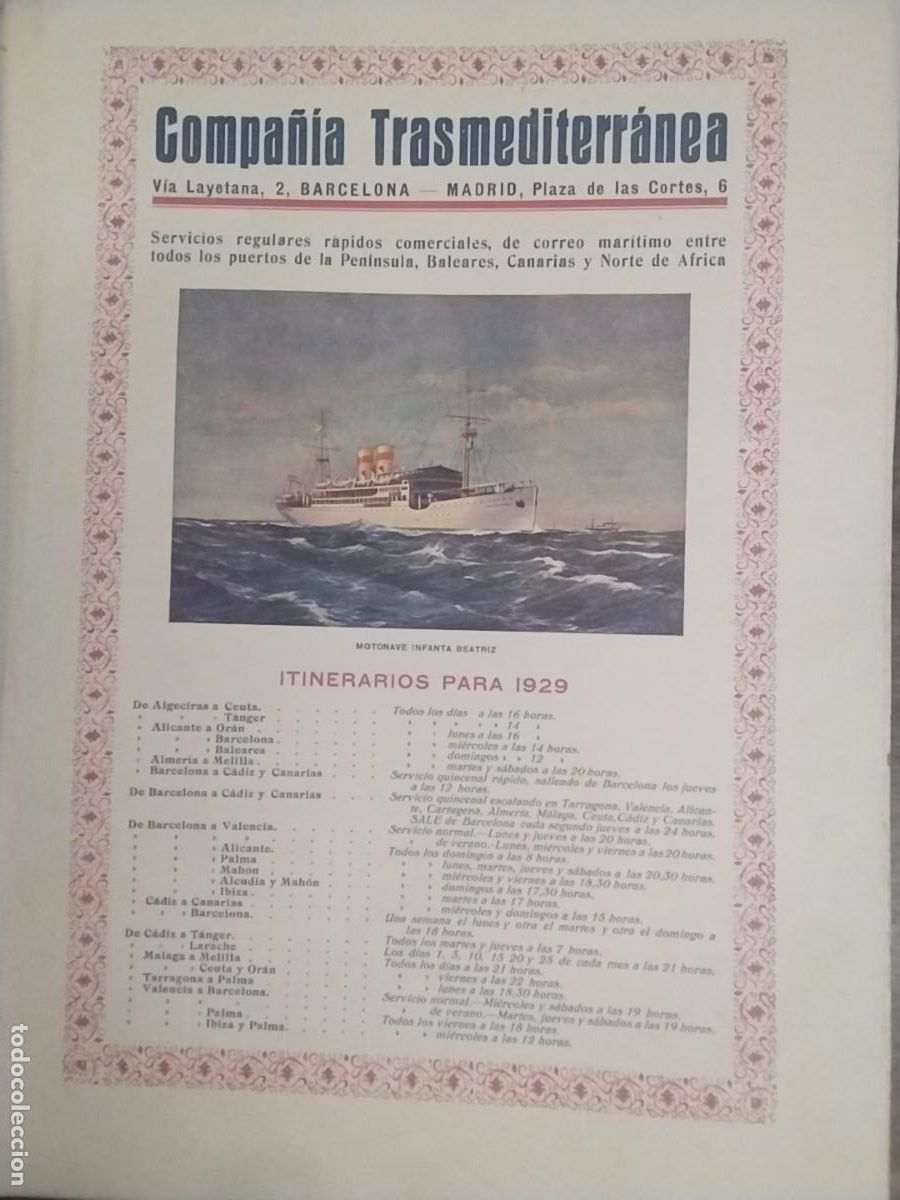 Compañía Trasmediterránea
Vía Layetana, 2, BARCELONA — MADRID, Plaza de las Cortes, 6
Servicios regulares rápidos comerciales, de correo marítimo entre
todos los puertos de la Península, Baleares, Canarias y Norte de Africa
MOTONAVE INFANTA BEATRIZ
ITINERARIOS PARA 1929
De Algeciras a Ceuta. . . . . . . Todos los días a las 16 horas.
» » » Tánger . . . . . . » » » » » 14 »
» Alicante a Orán . . . . . . . » » lunes a las 16 »
» » » Barcelona . . . . . . » » miércoles a las 14 horas.
» » » Baleares . . . . . . » » domingos » » 12 »
» Almería a Melilla . . . . . . » » martes y sábados a las 20 horas.
» Barcelona a Cádiz y Canarias . . . Servicio quincenal rápido, saliendo de Barcelona los jueves
a las 12 horas.
De Barcelona a Cádiz y Canarias . . . Servicio quincenal escalando en Tarragona, Valencia, Alican-
te, Cartagena, Almería, Málaga, Ceuta, Cádiz y Canarias.
SALE de Barcelona cada segundo jueves a las 24 horas.
De Barcelona a Valencia. . . . . . Servicio normal.—Lunes y jueves a las 20 horas.
» » » » de verano. Lunes, miércoles y viernes a las 20 horas.
» » » Alicante. . . . . . Todos los domingos a las 8 horas.
» » » Palma . . . . . . » » lunes, martes, jueves y sábados a las 20,30 horas.
» » » Mahón . . . . . . » » miércoles y viernes a las 18,30 horas.
» » » Alcudia y Mahón . . . » » domingos a las 17,30 horas.
» » » Ibiza . . . . . . » » martes a las 17 horas.
» Cádiz a Canarias . . . . . . » » miércoles y domingos a las 15 horas.
» » » Barcelona. . . . . . Una semana el lunes y otra el martes y otra el domingo a
las 18 horas.
De Cádiz a Tánger. . . . . . . Todos los martes y jueves a las 7 horas.
» » » Larache . . . . . . Los días 1, 5, 10, 15 20 y 25 de cada mes a las 21 horas.
» Malaga a Melilla . . . . . . Todos los días a las 21 horas.
» » » Ceuta y Orán . . . . » » viernes a las 22 horas.
» Tarragona a Palma . . . . . . » » lunes a las 18,30 horas.
» Valencia a Barcelona. . . . . . Servicio normal.—Miércoles y sábados a las 19 horas.
» » » » de verano.—Martes, jueves y sábados a las 19 horas.
» » » Palma . . . . . . Todos los viernes a las 18 horas.
» » » Ibiza y Palma. . . . » » miércoles a las 12 horas.
todocoleccion